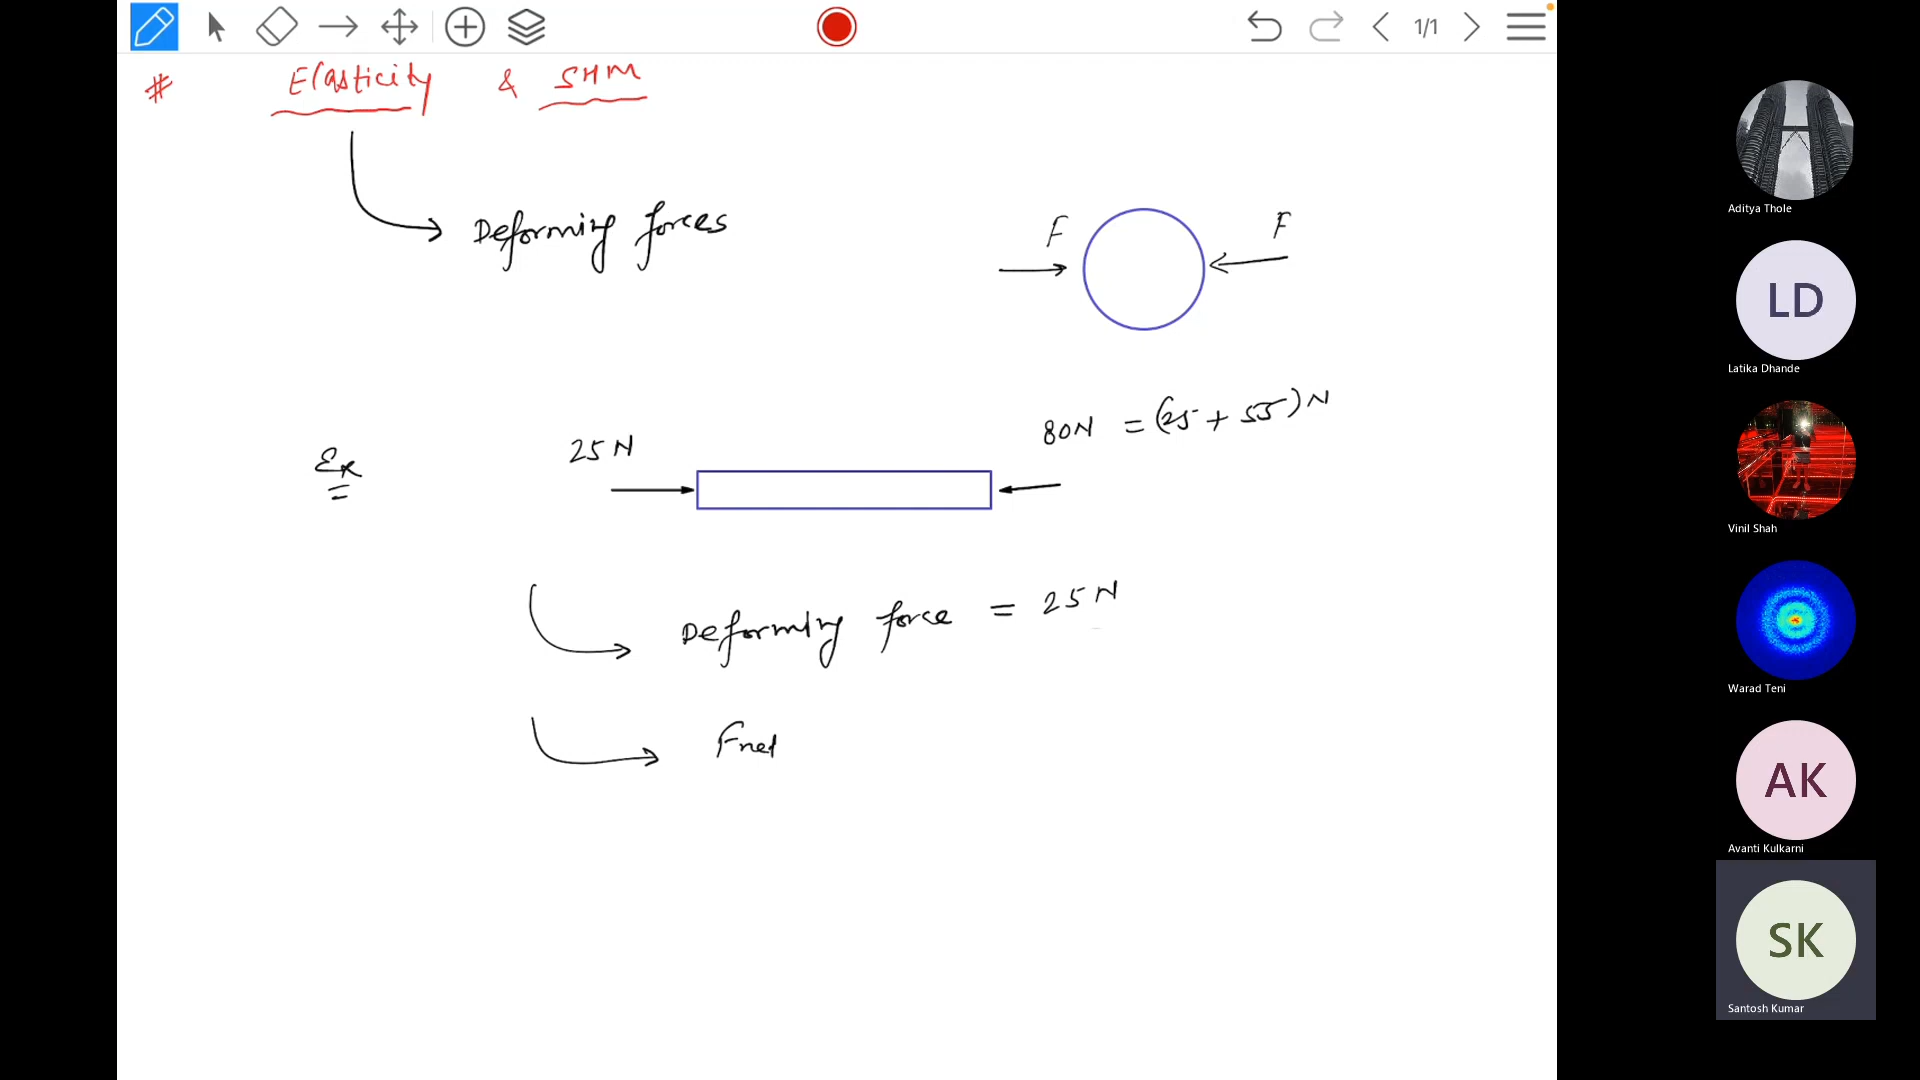 1/1
# Elasticity & SHM
Deforming forces
F F
80N = (25 + 55)N
25 N
Ex
Deforming force = 25 N
Fnet
Aditya Thole
LD
Latika Dhande
Vinil Shah
Warad Teni
AK
Avanti Kulkarni
SK
Santosh Kumar